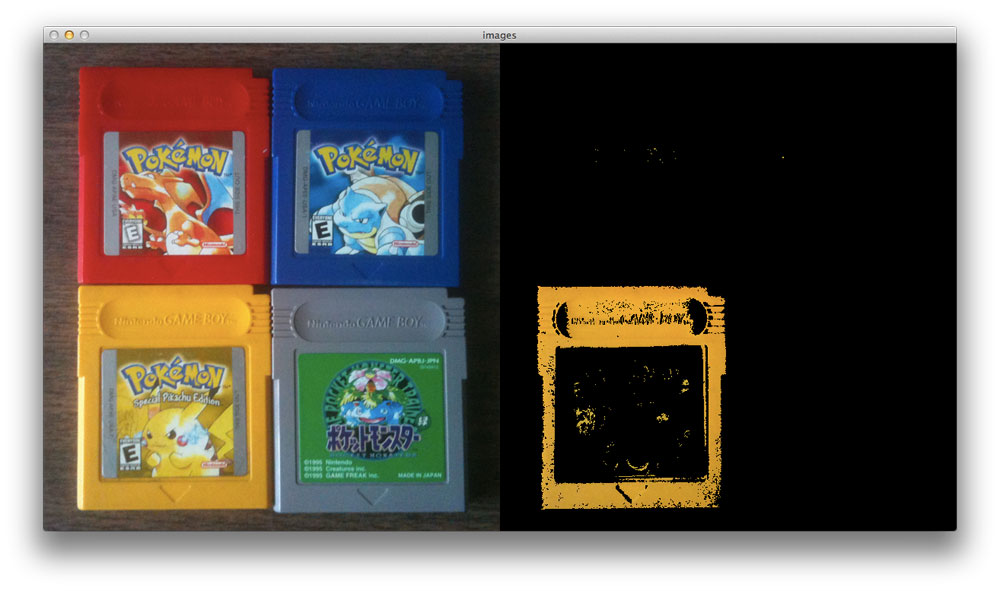 images
Nintendo GAME BOY
Nintendo GAME BOY
POKéMON
POKéMON
E
EVERYONE
E
Nintendo
Nintendo
Nintendo GAME BOY
Nintendo GAME BOY
POKéMON
Special Pikachu Edition
E
Nintendo
DMG-APBJ-JPN
ポケットモンスター
©1995 Nintendo
©1995 Creatures inc.
©1995 GAME FREAK inc.
MADE IN JAPAN